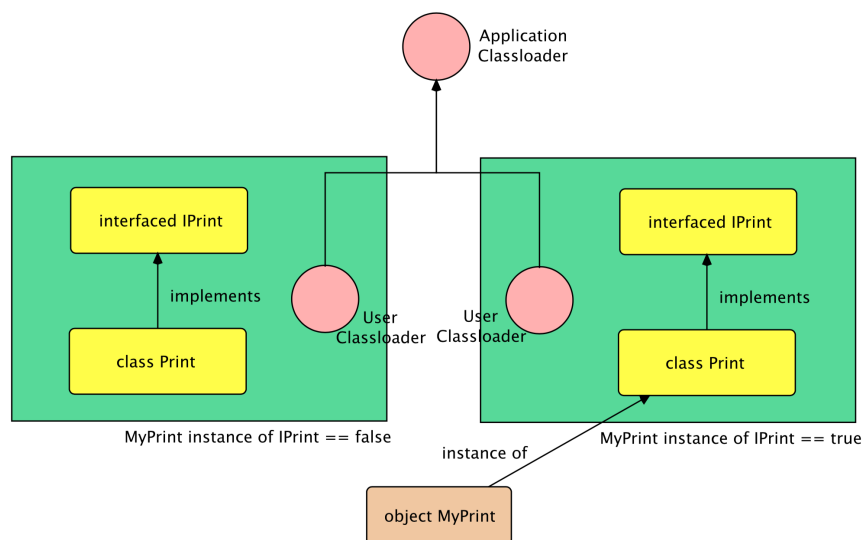 Application
Classloader
interfaced IPrint
interfaced IPrint
implements
implements
User
Classloader
User
Classloader
class Print
class Print
MyPrint instance of IPrint == false
MyPrint instance of IPrint == true
instance of
object MyPrint